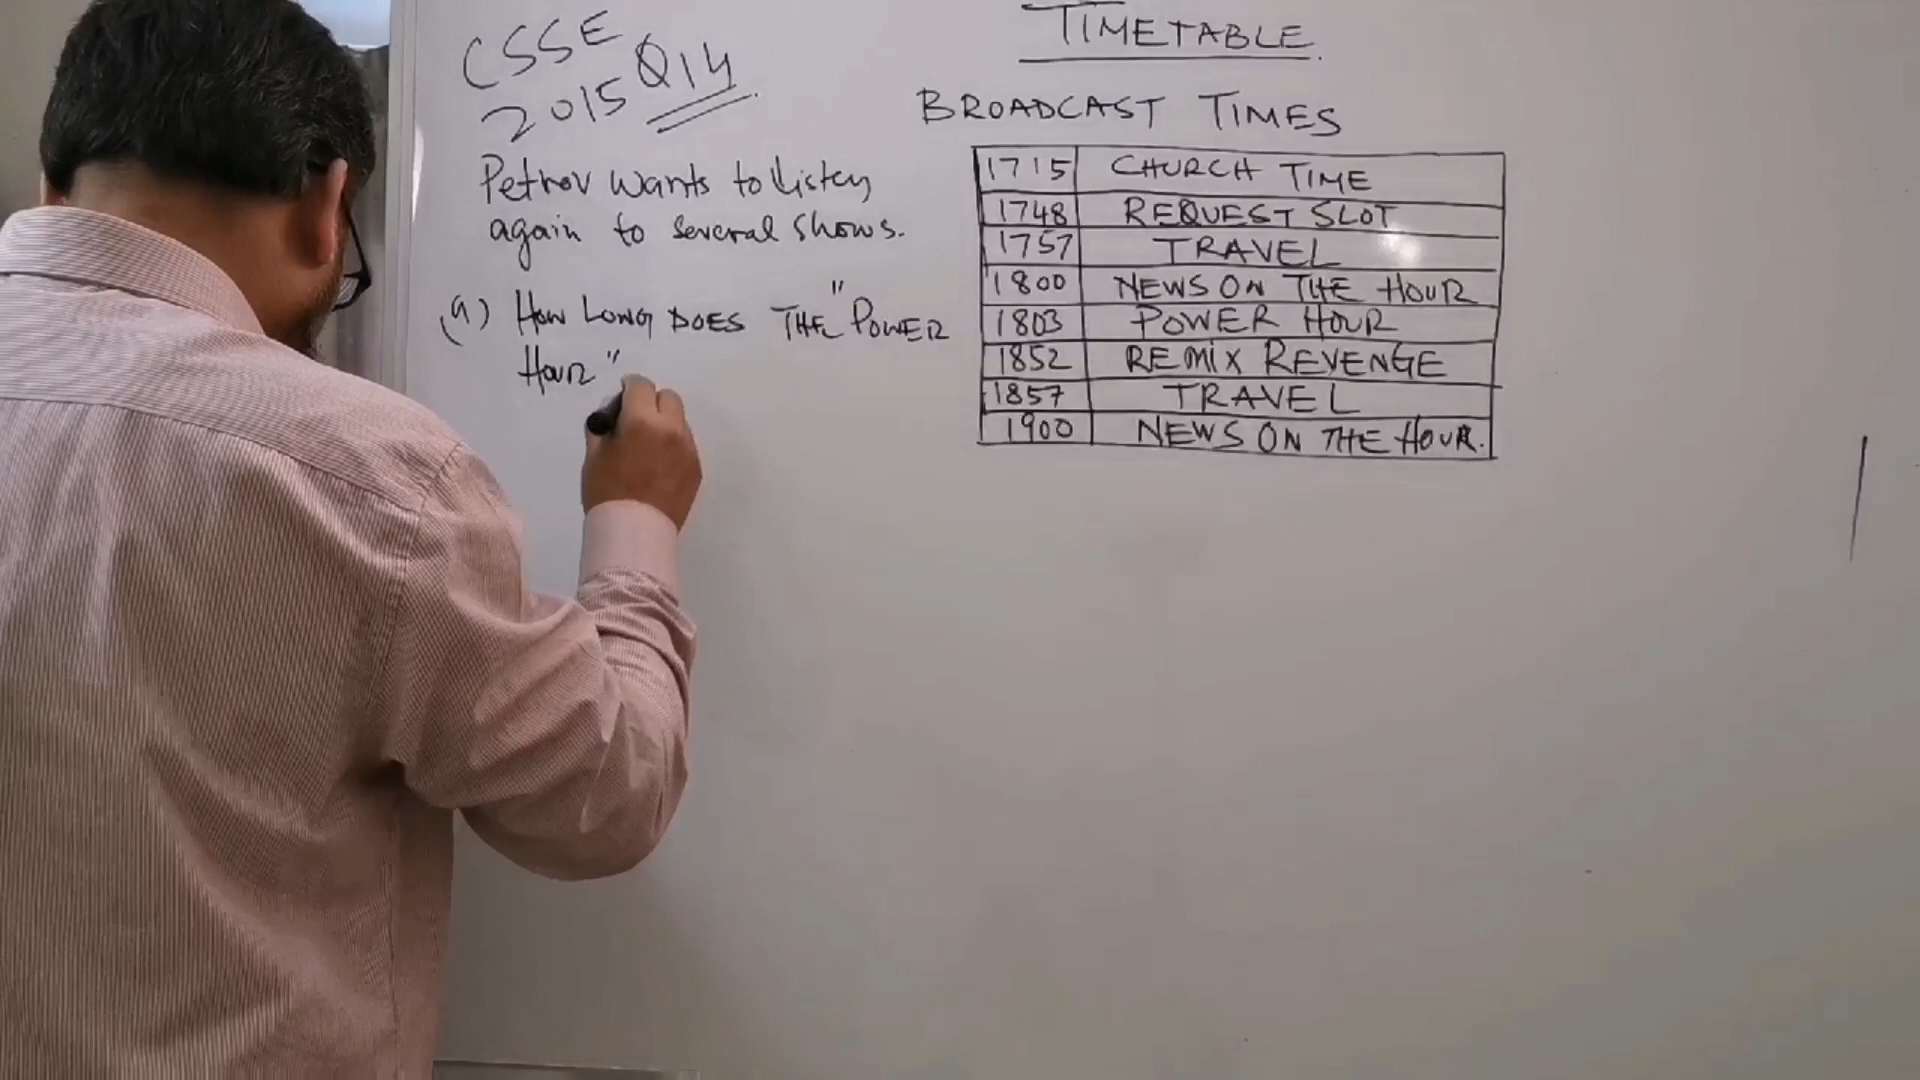 CSSE
2015 Q14
TIMETABLE.
BROADCAST TIMES
Petrov wants to listen
again to several shows.
(a) How LONG DOES THE "POWER
Hour"
1715 CHURCH TIME
1748 REQUEST SLOT
1757 TRAVEL
1800 NEWS ON THE HOUR
1803 POWER HOUR
1852 REMIX REVENGE
1857 TRAVEL
1900 NEWS ON THE HOUR.